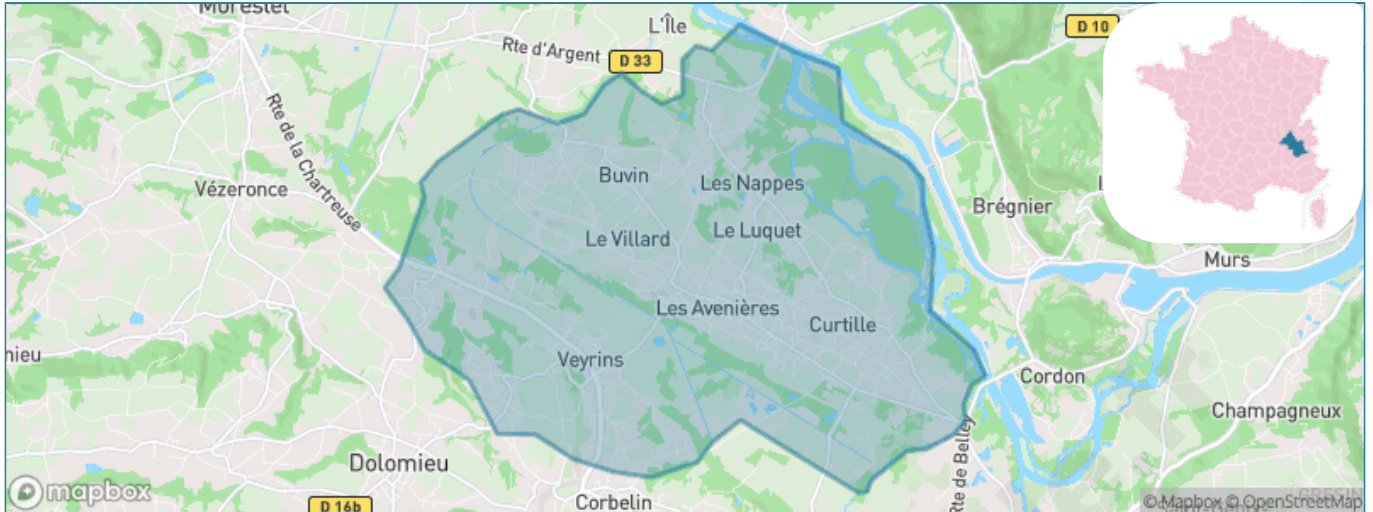 Morestel
L'Île
D 10
Rte d'Argent
D 33
Rte de la Chartreuse
Vézeronce
Buvin
Les Nappes
Brégnier
Le Villard
Le Luquet
Murs
Les Avenières
Curtille
Veyrins
Cordon
Champagneux
Rte de Belley
Dolomieu
Corbelin
D 16b
mapbox
© Mapbox © OpenStreetMap